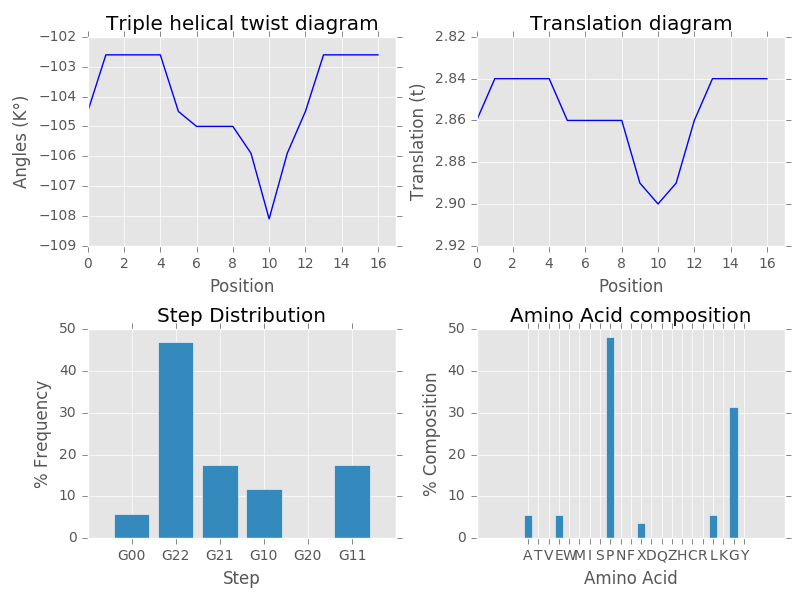 Triple helical twist diagram
−102
−103
−104
−105
−106
−107
−108
−109
Angles (K°)
0 2 4 6 8 10 12 14 16
Position
Translation diagram
2.82
2.84
2.86
2.88
2.90
2.92
Translation (t)
0 2 4 6 8 10 12 14 16
Position
Step Distribution
50
40
30
20
10
0
% Frequency
G00 G22 G21 G10 G20 G11
Step
Amino Acid composition
50
40
30
20
10
0
% Composition
A T V E W M I S P N F X D Q Z H C R L K G Y
Amino Acid